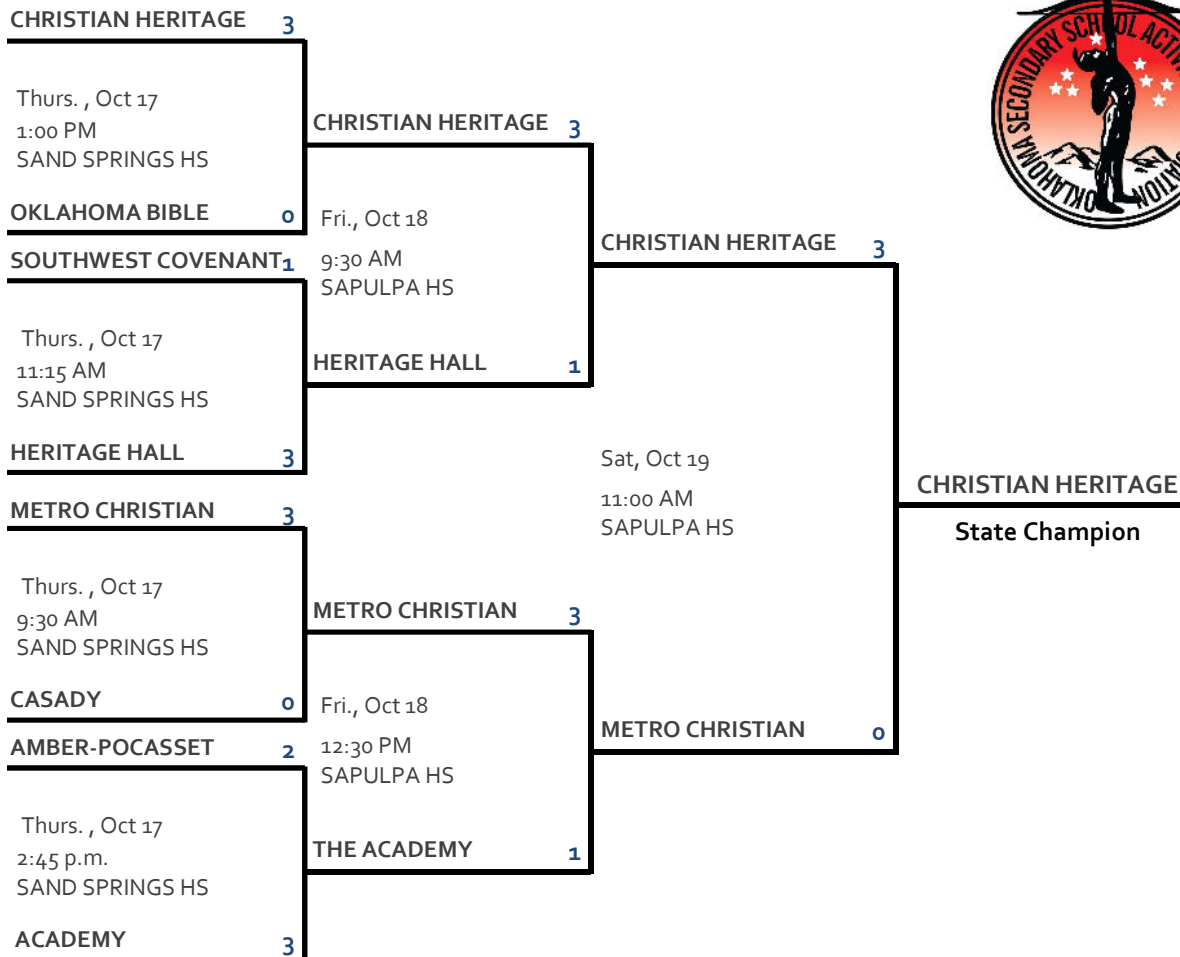 CHRISTIAN HERITAGE 3
Thurs. , Oct 17
1:00 PM
SAND SPRINGS HS
OKLAHOMA BIBLE 0
SOUTHWEST COVENANT 1
Thurs. , Oct 17
11:15 AM
SAND SPRINGS HS
HERITAGE HALL 3
METRO CHRISTIAN 3
Thurs. , Oct 17
9:30 AM
SAND SPRINGS HS
CASADY 0
AMBER-POCASSET 2
Thurs. , Oct 17
2:45 p.m.
SAND SPRINGS HS
ACADEMY 3
CHRISTIAN HERITAGE 3
Fri., Oct 18
9:30 AM
SAPULPA HS
HERITAGE HALL 1
METRO CHRISTIAN 3
Fri., Oct 18
12:30 PM
SAPULPA HS
THE ACADEMY 1
CHRISTIAN HERITAGE 3
Sat, Oct 19
11:00 AM
SAPULPA HS
METRO CHRISTIAN 0
CHRISTIAN HERITAGE
State Champion
OKLAHOMA SECONDARY SCHOOL